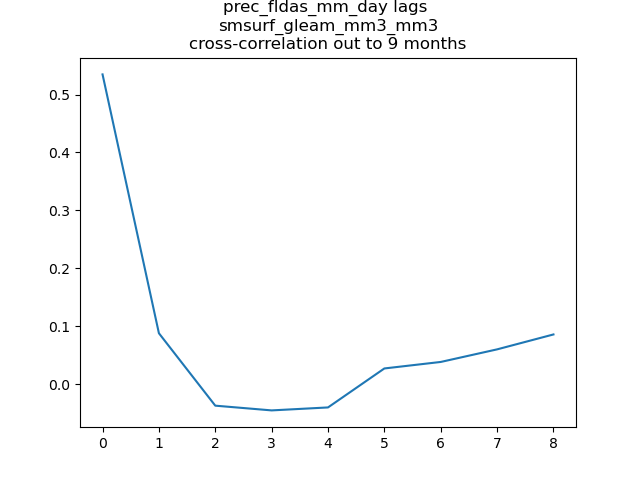 prec_fldas_mm_day lags
smsurf_gleam_mm3_mm3
cross-correlation out to 9 months
0.5
0.4
0.3
0.2
0.1
0.0
0 1 2 3 4 5 6 7 8